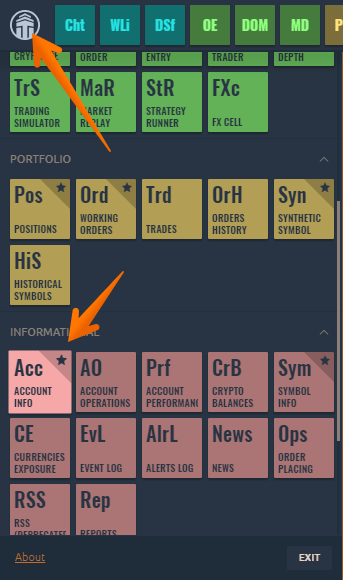 Cht WLi DSf OE DOM MD P
ORDER ENTRY TRADER DEPTH
TrS MaR StR FXc
TRADING MARKET STRATEGY FX CELL
SIMULATOR REPLAY RUNNER
PORTFOLIO
Pos Ord Trd OrH Syn
POSITIONS WORKING TRADES ORDERS SYNTHETIC
ORDERS HISTORY SYMBOL
HiS
HISTORICAL
SYMBOLS
INFORMATIONAL
Acc AO Prf CrB Sym
ACCOUNT ACCOUNT ACCOUNT CRYPTO SYMBOL
INFO OPERATIONS PERFORMAN BALANCES INFO
CE EvL AlrL News Ops
CURRENCIES EVENT LOG ALERTS LOG NEWS ORDER
EXPOSURE PLACING
RSS Rep
RSS REPORTS
About EXIT